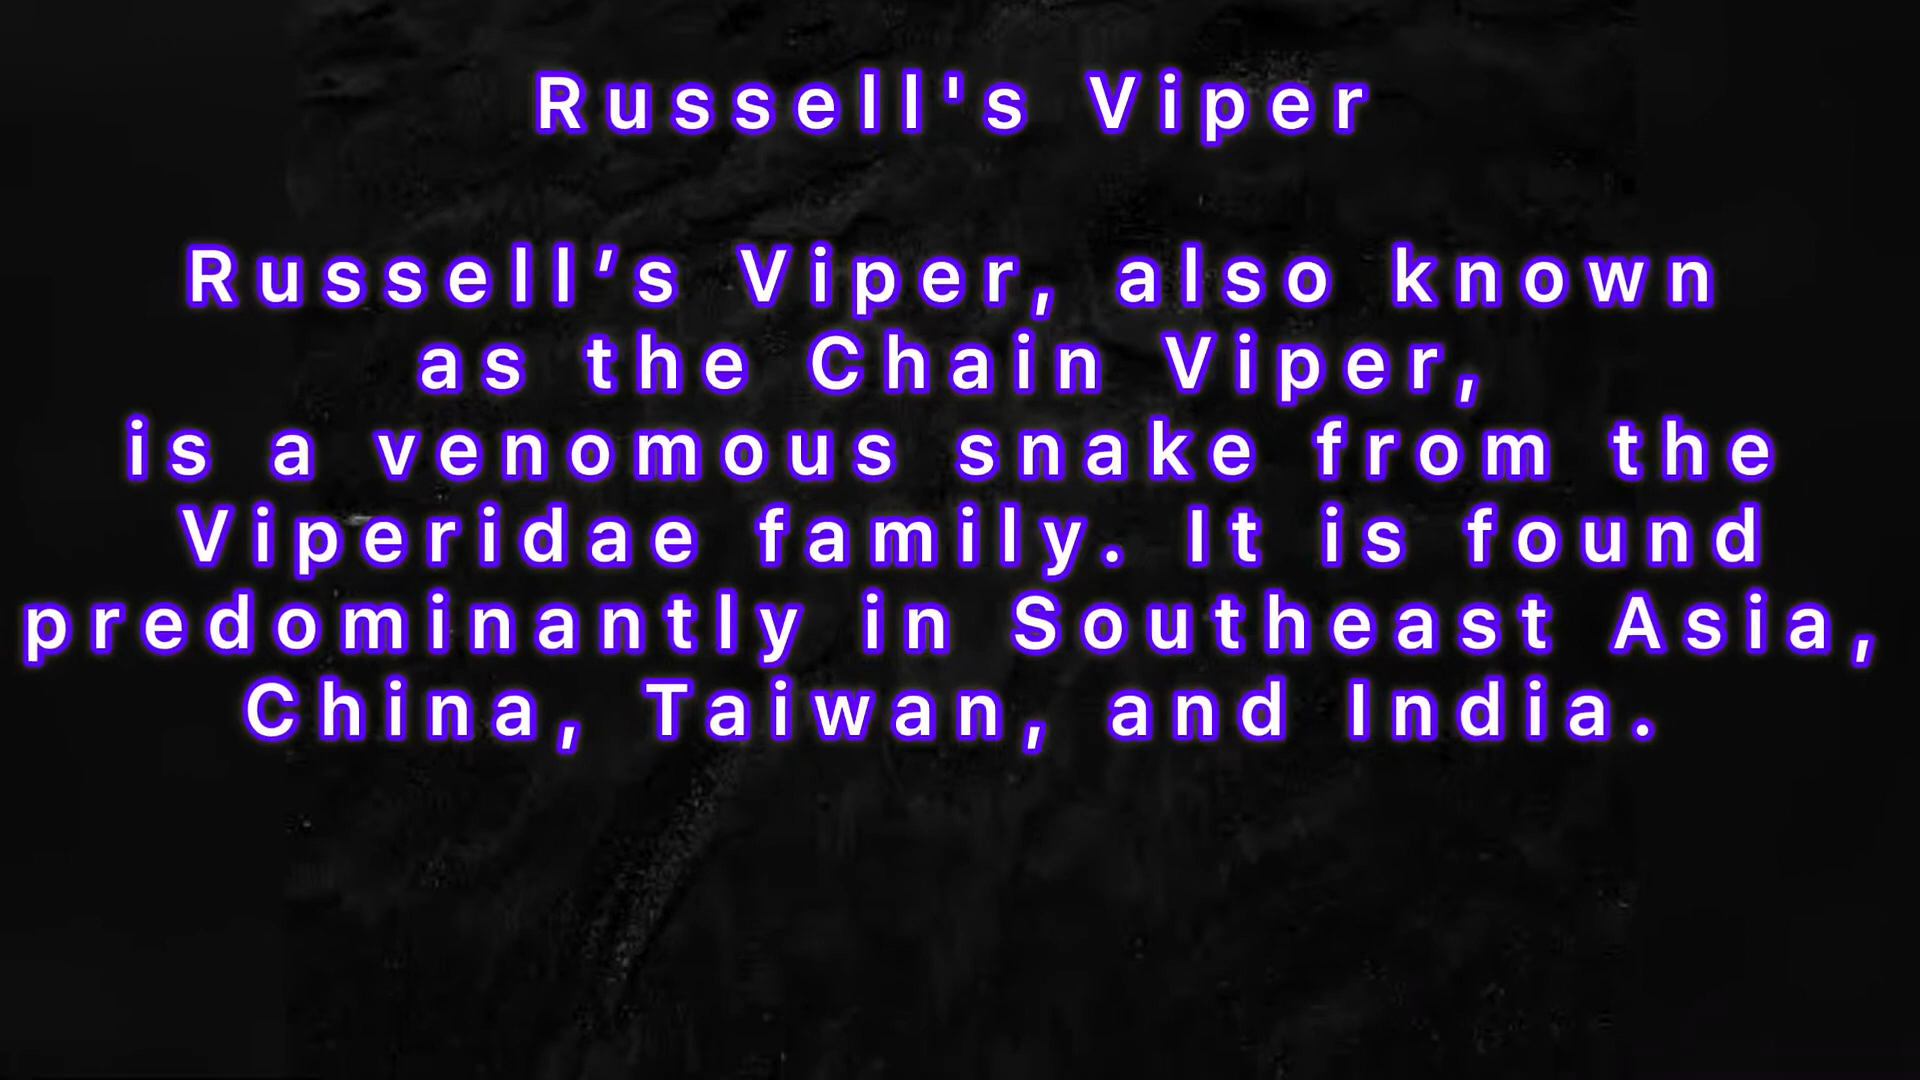 Russell's Viper
Russell’s Viper, also known
as the Chain Viper,
is a venomous snake from the
Viperidae family. It is found
predominantly in Southeast Asia,
China, Taiwan, and India.